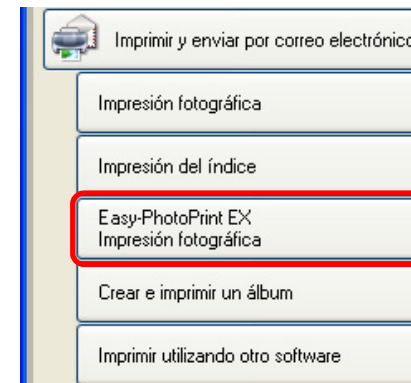 Imprimir y enviar por correo electrónico
Impresión fotográfica
Impresión del índice
Easy-PhotoPrint EX
Impresión fotográfica
Crear e imprimir un álbum
Imprimir utilizando otro software